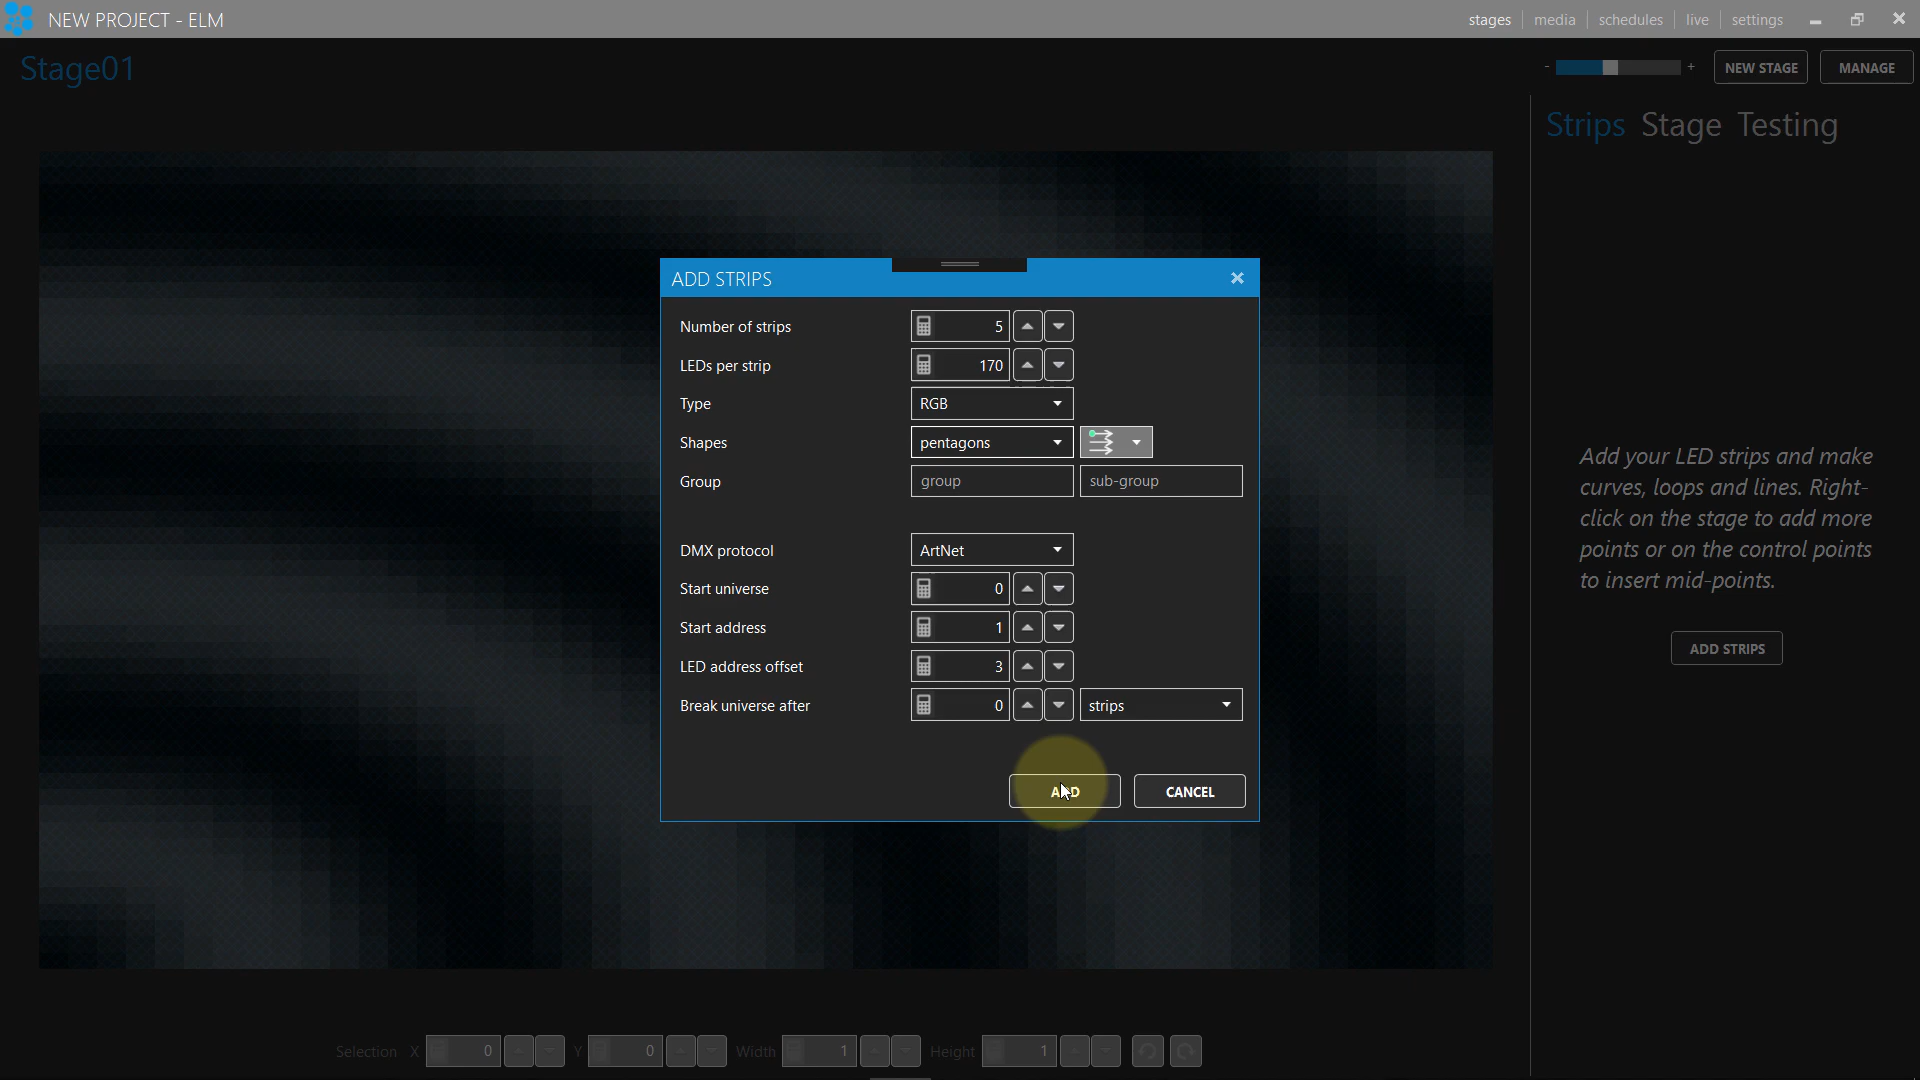 NEW PROJECT - ELM
stages
media
schedules
live
settings
Stage01
- +
NEW STAGE
MANAGE
Strips Stage Testing
ADD STRIPS
Number of strips 5
LEDs per strip 170
Type RGB
Shapes pentagons
Group group sub-group
DMX protocol ArtNet
Start universe 0
Start address 1
LED address offset 3
Break universe after 0 strips
ADD
CANCEL
Add your LED strips and make
curves, loops and lines. Right-
click on the stage to add more
points or on the control points
to insert mid-points.
ADD STRIPS
Selection X 0 Y 0 Width 1 Height 1